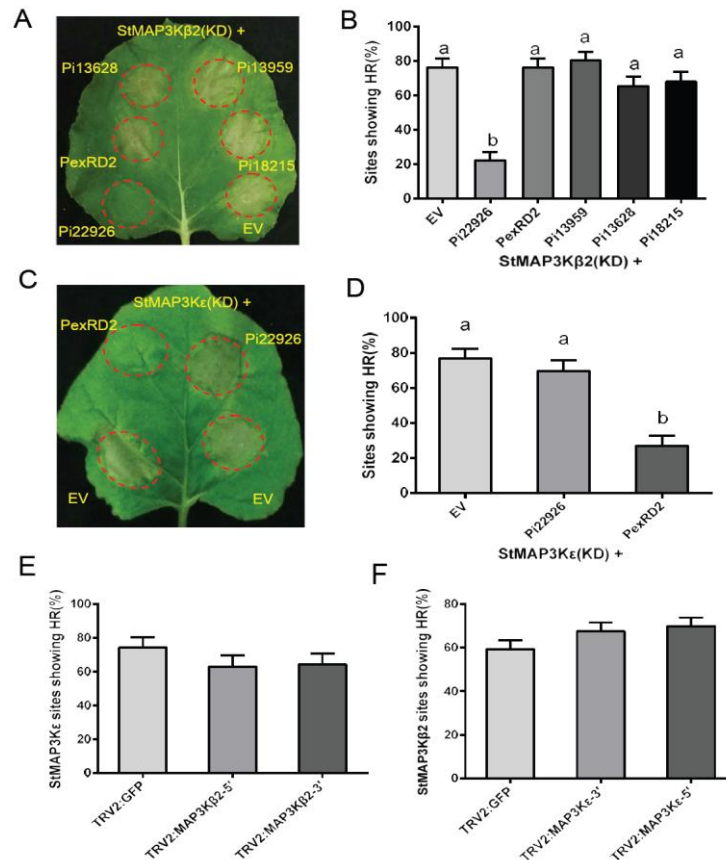 A
StMAP3Kβ2(KD) +
Pi13628
Pi13959
PexRD2
Pi18215
Pi22926
EV
B
Sites showing HR(%)
100
80
60
40
20
0
a
b
a
a
a
a
EV
Pi22926
PexRD2
Pi13959
Pi13628
Pi18215
StMAP3Kβ2(KD) +
C
StMAP3Kε(KD) +
PexRD2
Pi22926
EV
EV
D
Sites showing HR(%)
100
80
60
40
20
0
a
a
b
EV
Pi22926
PexRD2
StMAP3Kε(KD) +
E
StMAP3Kε sites showing HR(%)
100
80
60
40
20
0
TRV2:GFP
TRV2:MAP3Kβ2-5'
TRV2:MAP3Kβ2-3'
F
StMAP3Kβ2 sites showing HR(%)
80
60
40
20
0
TRV2:GFP
TRV2:MAP3Kε-3'
TRV2:MAP3Kε-5'